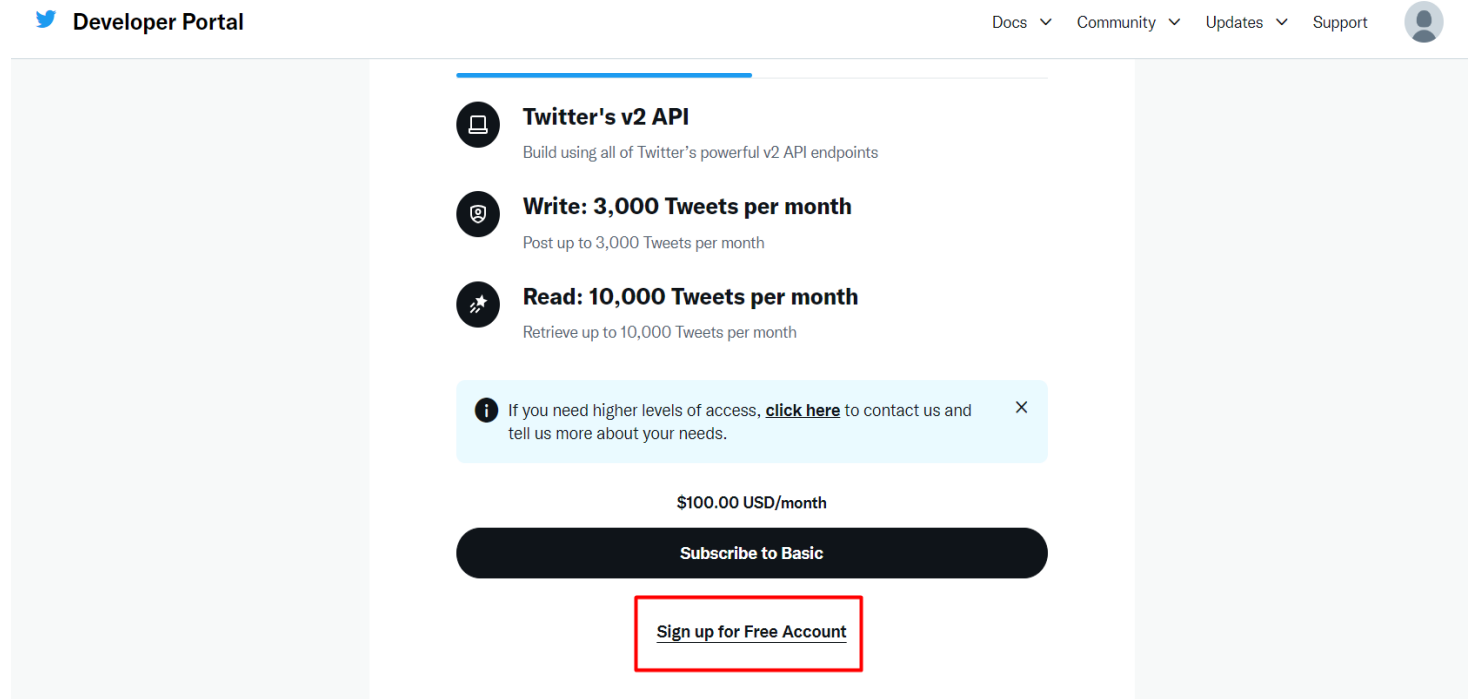 Developer Portal
Docs
Community
Updates
Support
Twitter's v2 API
Build using all of Twitter’s powerful v2 API endpoints
Write: 3,000 Tweets per month
Post up to 3,000 Tweets per month
Read: 10,000 Tweets per month
Retrieve up to 10,000 Tweets per month
If you need higher levels of access, click here to contact us and
tell us more about your needs.
$100.00 USD/month
Subscribe to Basic
Sign up for Free Account